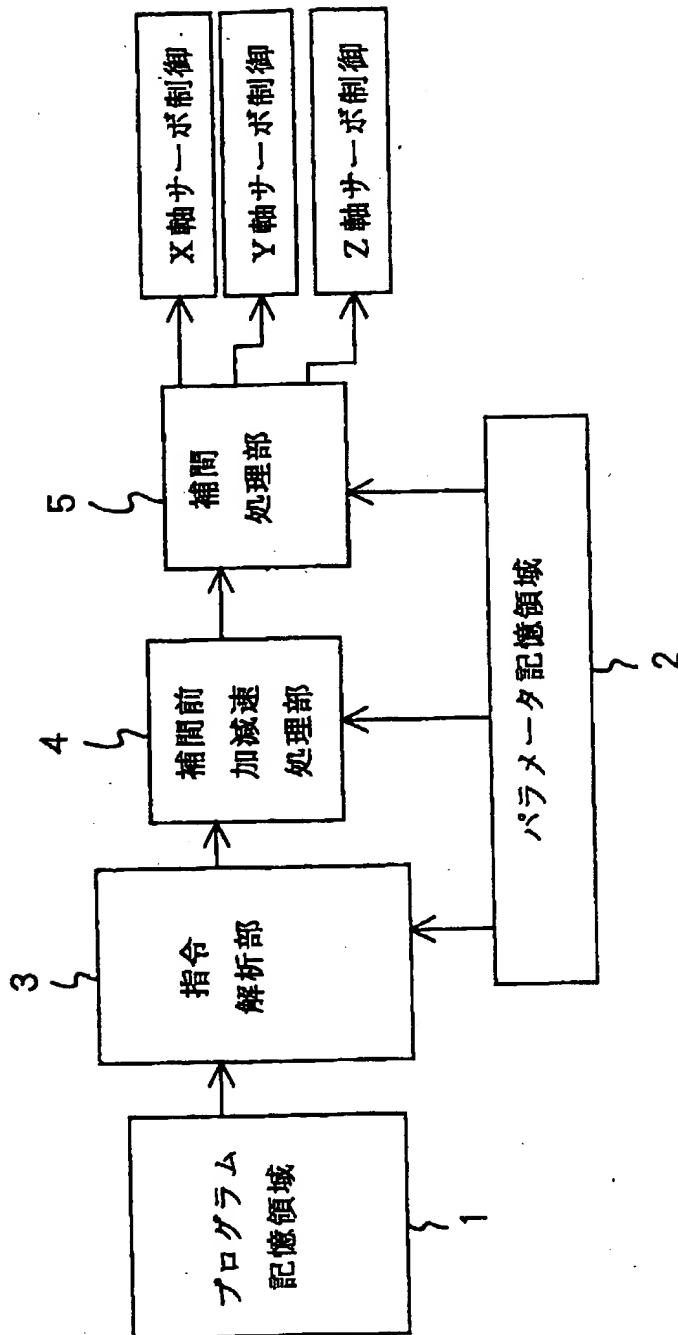 プログラム
記憶領域
1
指令
解析部
3
補間前
加減速
処理部
4
補間
処理部
5
X軸サーボ制御
Y軸サーボ制御
Z軸サーボ制御
パラメータ記憶領域
2